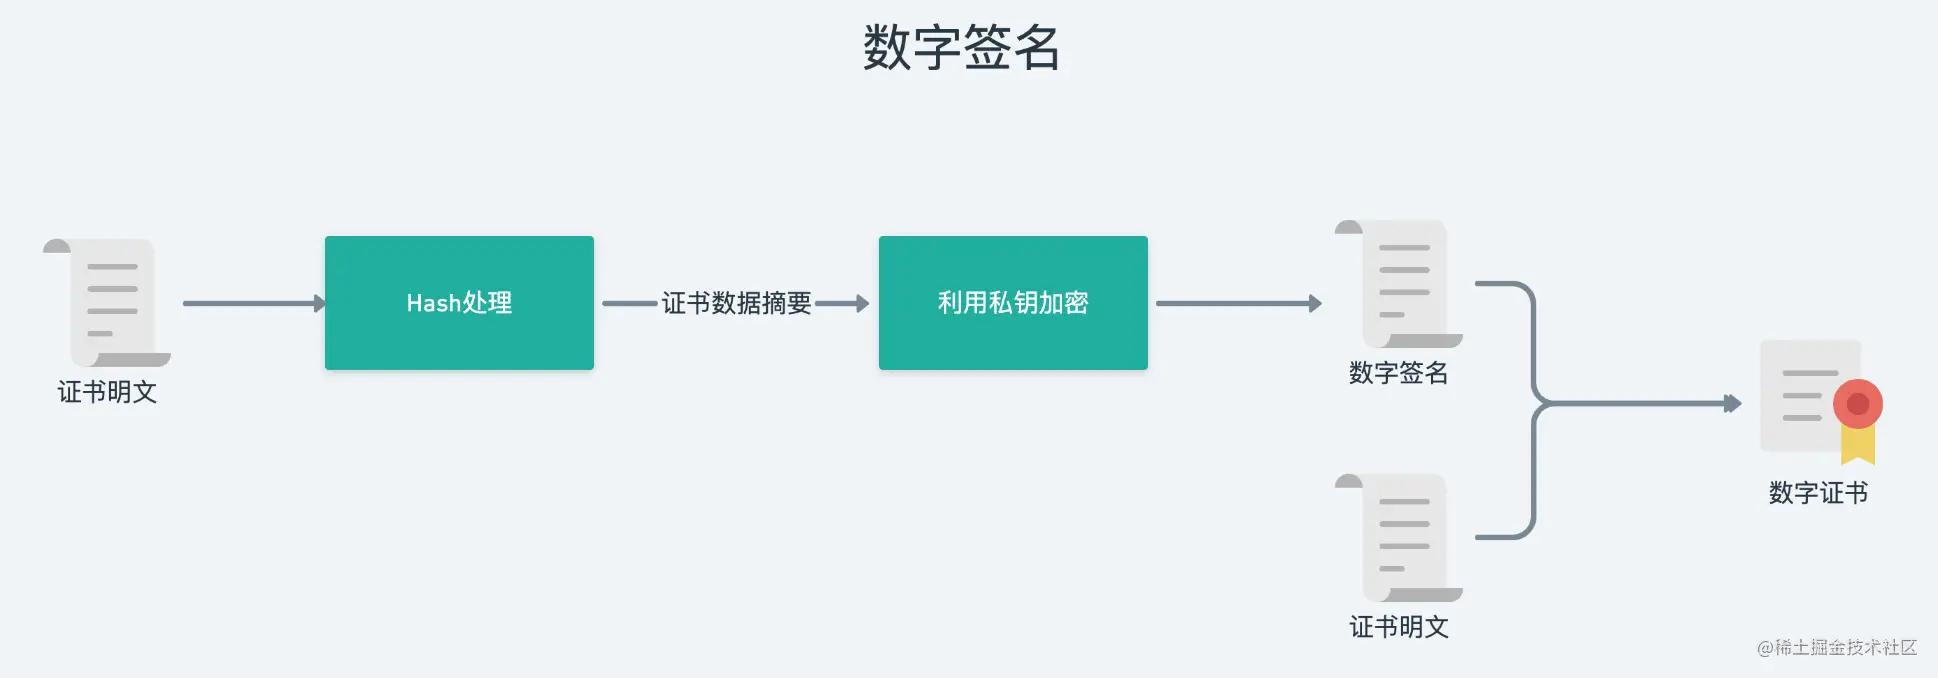 数字签名
证书明文
Hash处理
证书数据摘要
利用私钥加密
数字签名
证书明文
数字证书
@稀土掘金技术社区